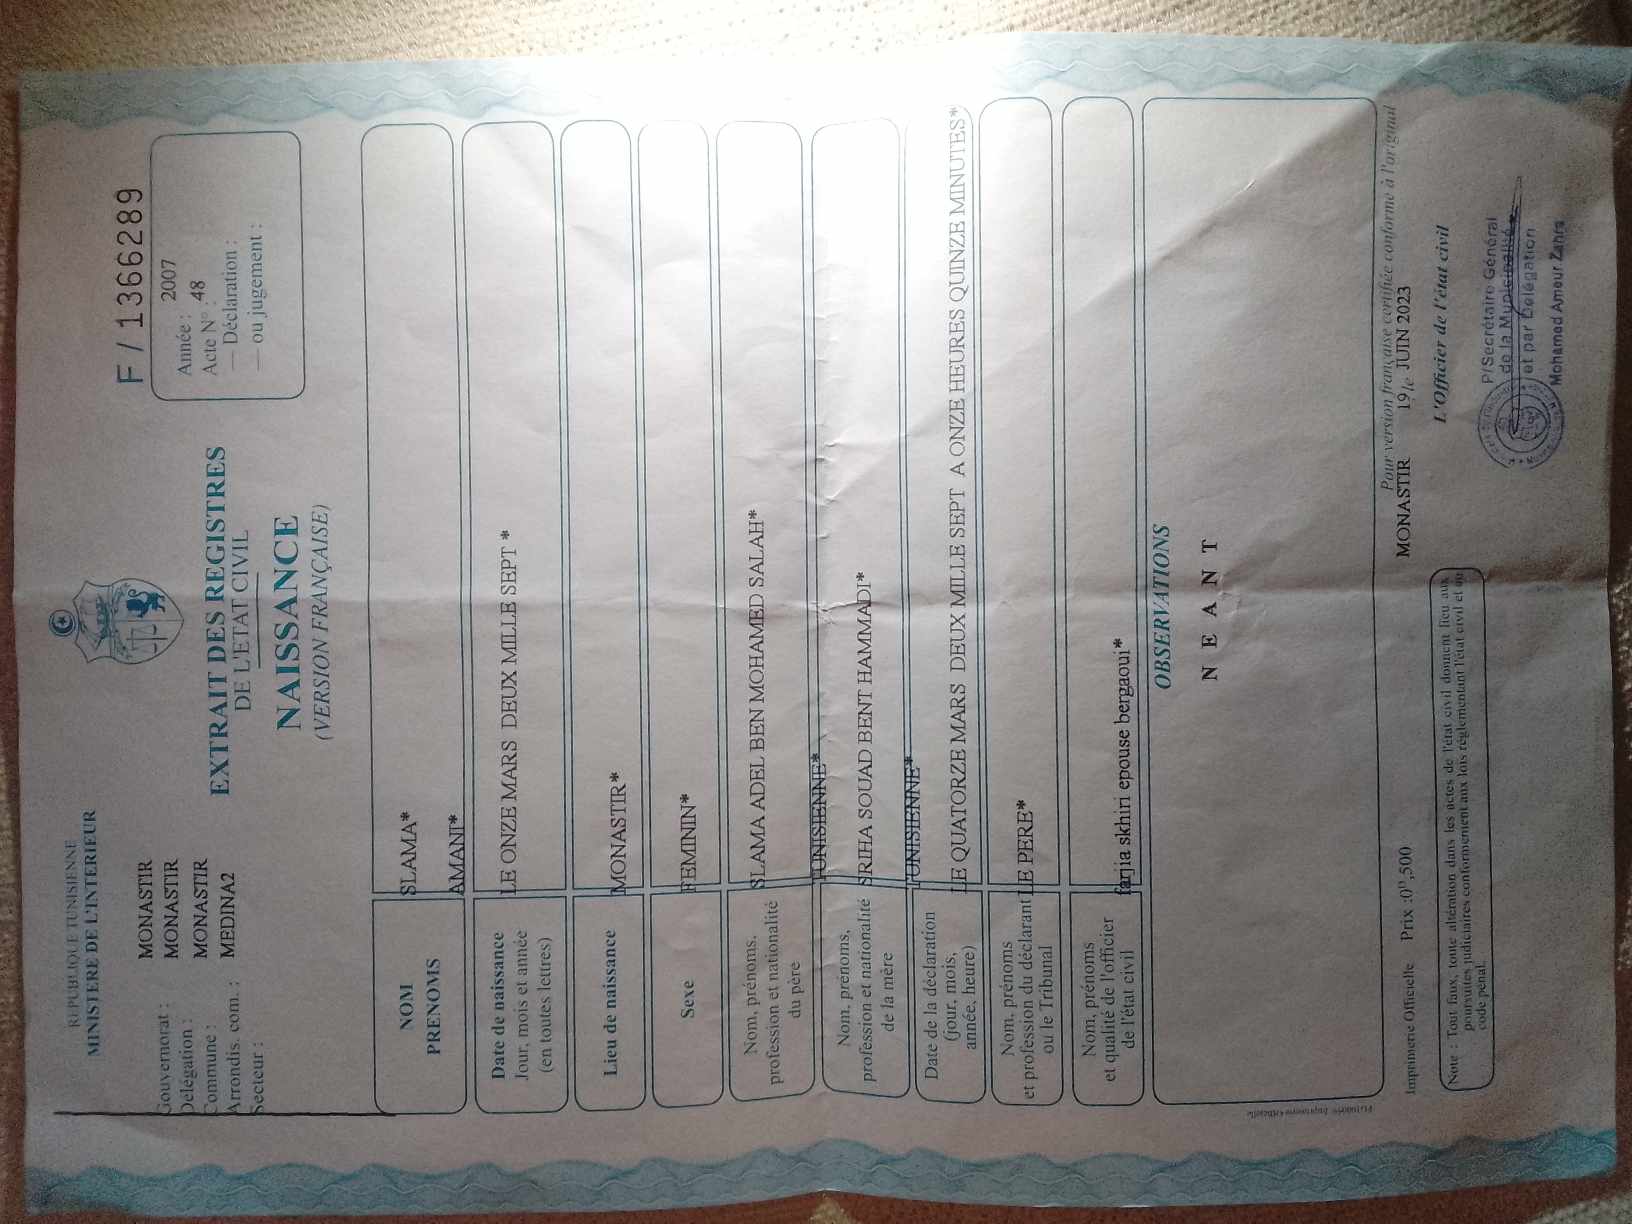 REPUBLIQUE TUNISIENNE
MINISTERE DE L'INTERIEUR
F / 1366289
Gouvernorat : MONASTIR
Délégation : MONASTIR
Commune : MONASTIR
Arrondis. com. : MEDINA2
Secteur :
EXTRAIT DES REGISTRES
DE L'ETAT CIVIL
NAISSANCE
(VERSION FRANÇAISE)
Année : 2007
Acte N° : 48
— Déclaration :
— ou jugement :
NOM SLAMA*
PRENOMS AMANI*
Date de naissance
Jour, mois et année
(en toutes lettres)
LE ONZE MARS DEUX MILLE SEPT *
Lieu de naissance MONASTIR*
Sexe FEMININ*
Nom, prénoms,
profession et nationalité
du père
SLAMA ADEL BEN MOHAMED SALAH*
TUNISIENNE*
Nom, prénoms,
profession et nationalité
de la mère
SRIHA SOUAD BENT HAMMADI*
TUNISIENNE*
Date de la déclaration
(jour, mois,
année, heure)
LE QUATORZE MARS DEUX MILLE SEPT A ONZE HEURES QUINZE MINUTES*
Nom, prénoms
et profession du déclarant
ou le Tribunal
LE PERE*
Nom, prénoms
et qualité de l'officier
de l'état civil
farjia skhiri epouse bergaoui*
OBSERVATIONS
N E A N T
Imprimerie Officielle Prix :0ᴰ,500
Pour version française certifiée conforme à l'original
MONASTIR 19 le JUIN 2023
L'Officier de l'état civil
Note : Tout faux, toute altération dans les actes de l'état civil donnent lieu aux
poursuites judiciaires conformément aux lois réglementant l'état civil et au
code pénal.
P/Secrétaire Général
de la Municipalité
et par Délégation
Mohamed Ameur Zahra